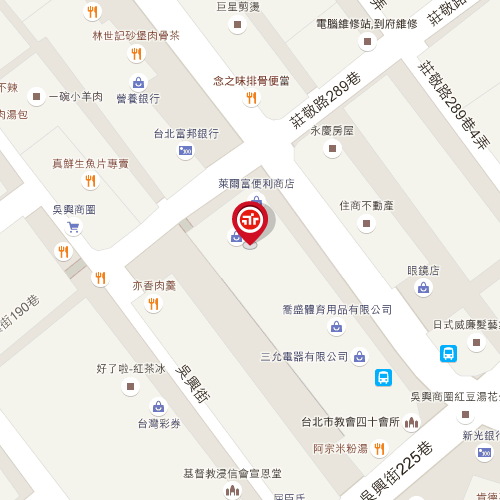 巨星剪燙
莊敬路
電腦維修站,到府維修
林世記砂堡肉骨茶
莊敬路289巷4弄
念之味排骨便當
莊敬路289巷
不辣
一碗小羊肉
營養銀行
肉湯包
台北富邦銀行
永慶房屋
真鮮生魚片專賣
萊爾富便利商店
吳興商圈
住商不動產
眼鏡店
亦香肉羹
街190巷
喬盛體育用品有限公司
日式威廉髮藝
三允電器有限公司
好了啦-紅茶冰
吳興街
吳興商圈紅豆湯花
台灣彩券
台北市教會四十會所
新光銀行
阿宗米粉湯
吳興街225巷
基督教浸信會宣恩堂
屈臣氏
肯德